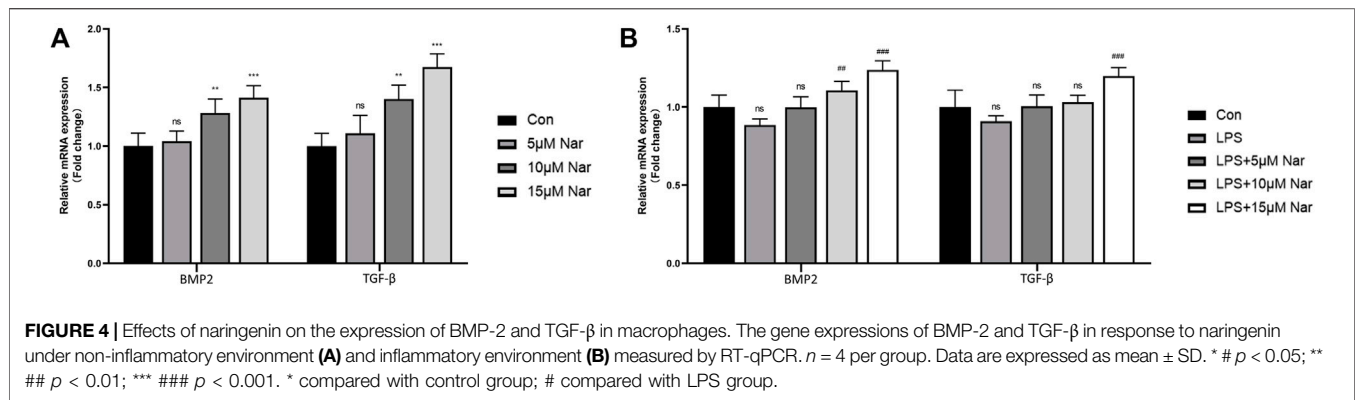 A
Relative mRNA expression
(Fold change)
2.0
1.5
1.0
0.5
0.0
ns
**
***
ns
**
***
BMP2
TGF-β
Con
5μM Nar
10μM Nar
15μM Nar
B
Relative mRNA expression
(Fold change)
1.5
1.0
0.5
0.0
ns
ns
##
###
ns
ns
ns
###
BMP2
TGF-β
Con
LPS
LPS+5μM Nar
LPS+10μM Nar
LPS+15μM Nar
FIGURE 4 | Effects of naringenin on the expression of BMP-2 and TGF-β in macrophages. The gene expressions of BMP-2 and TGF-β in response to naringenin
under non-inflammatory environment (A) and inflammatory environment (B) measured by RT-qPCR. n = 4 per group. Data are expressed as mean ± SD. * # p < 0.05; **
## p < 0.01; *** ### p < 0.001. * compared with control group; # compared with LPS group.